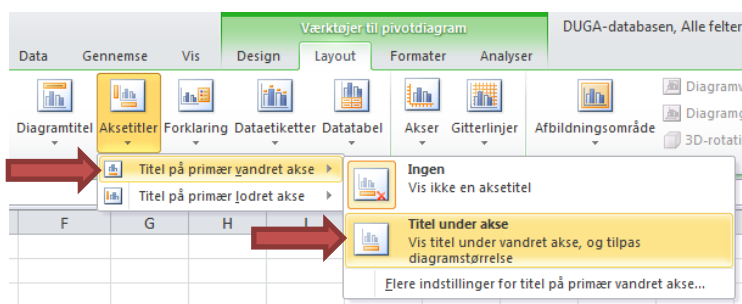 Værktøjer til pivotdiagram
DUGA-databasen, Alle felter
Data Gennemse Vis Design Layout Formater Analyser
Diagramtitel Aksetitler Forklaring Dataetiketter Datatabel Akser Gitterlinjer Afbildningsområde
Titel på primær vandret akse
Titel på primær lodret akse
Ingen
Vis ikke en aksetitel
Titel under akse
Vis titel under vandret akse, og tilpas
diagramstørrelse
Flere indstillinger for titel på primær vandret akse...
F G H I